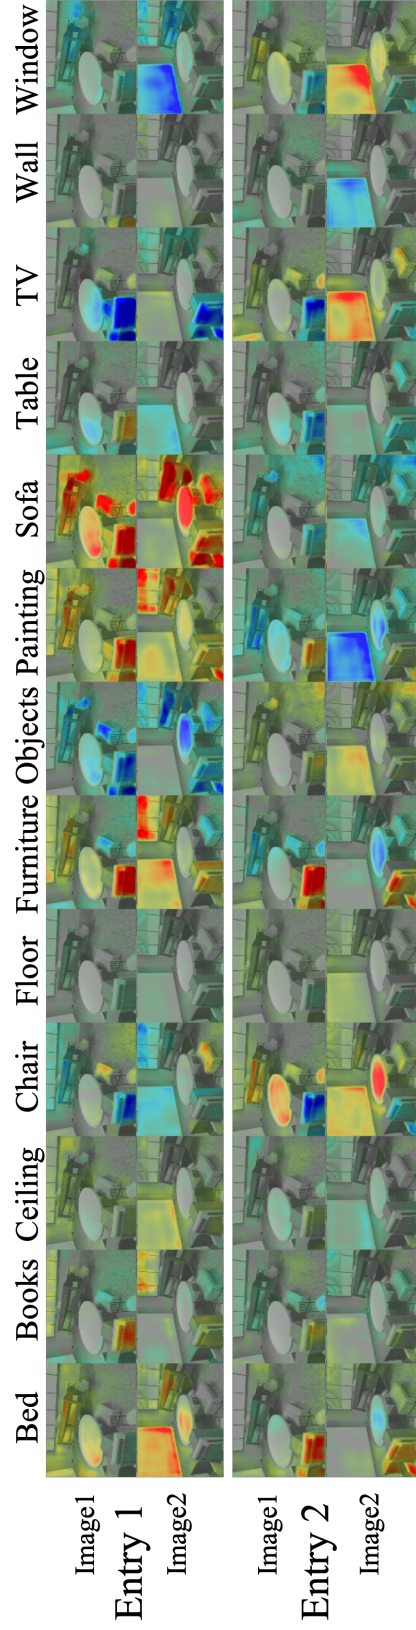 Bed Books Ceiling Chair Floor Furniture Objects Painting Sofa Table TV Wall Window
Image1
Entry 1
Image2
Image1
Entry 2
Image2